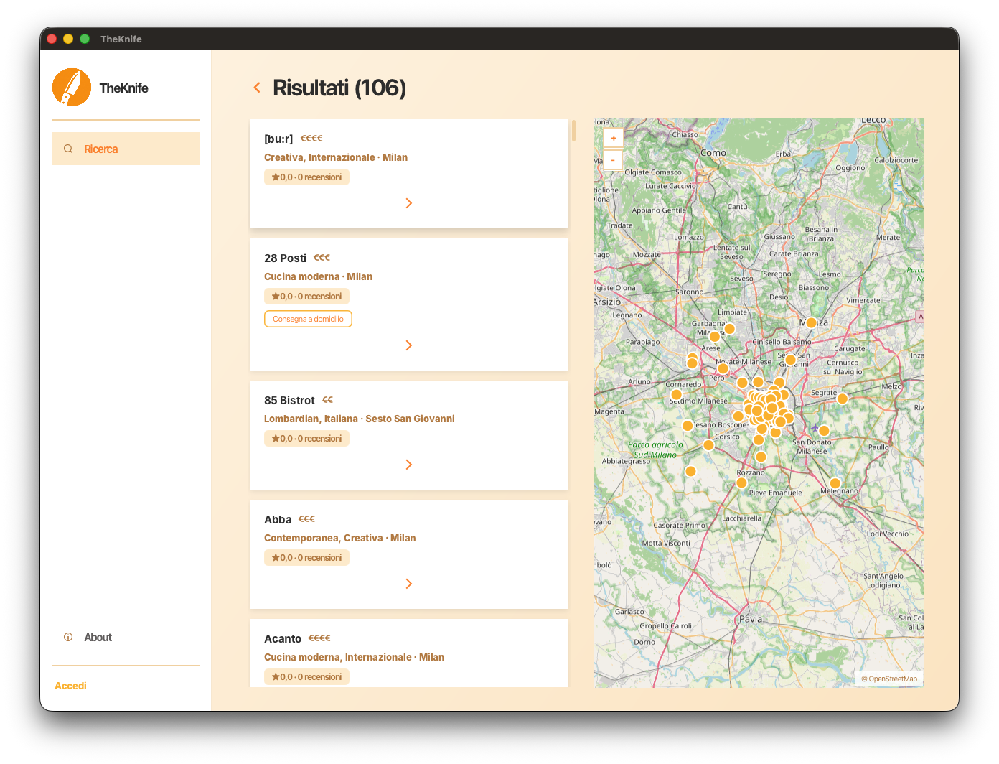 TheKnife
TheKnife
Ricerca
About
Accedi
Risultati (106)
[bu:r] €€€€
Creativa, Internazionale · Milan
★0,0 · 0 recensioni
28 Posti €€€
Cucina moderna · Milan
★0,0 · 0 recensioni
Consegna a domicilio
85 Bistrot €€
Lombardian, Italiana · Sesto San Giovanni
★0,0 · 0 recensioni
Abba €€€
Contemporanea, Creativa · Milan
★0,0 · 0 recensioni
Acanto €€€€
Cucina moderna, Internazionale · Milan
★0,0 · 0 recensioni
+
-
Lecco
Chiasso
Como
Erba
Calolziocorte
Oggiono
Olgiate Comasco
Lurate Caccivio
Cantù
Appiano Gentile
Tradate
Besana in
Brianza
Lomazzo
Giussano
Merate
Lentate sul
Seveso
Mozzate
Carate Brianza
Seveso
Seregno
Lesmo
lgiate Olona
Saronno
Biassono
Desio
Vimercate
Arsizio
Legnano
Limbiate
Garbagnat
Parabiago
Arese
Cinisello Balsamo
Carugate
Inza
Novate Milanese
Cernusco
sul Naviglio
Pero
Arluno
Cornaredo
Melzo
Settimo Milanese
Segrate
Magenta
Cesano Boscone
Corsico
San Donato
Milanese
Paullo
Parco agricolo
Sud Milano
Abbiategrasso
Rozzano
Pieve Emanuele
Melegnano
Lacchiarella
Casorate Primo
Lodi Vecchio
Motta Visconti
Sant'Angelo
Lodigiano
Garlasco
Pavia
Gropello Cairoli
San Col
al La
Dorno
© OpenStreetMap